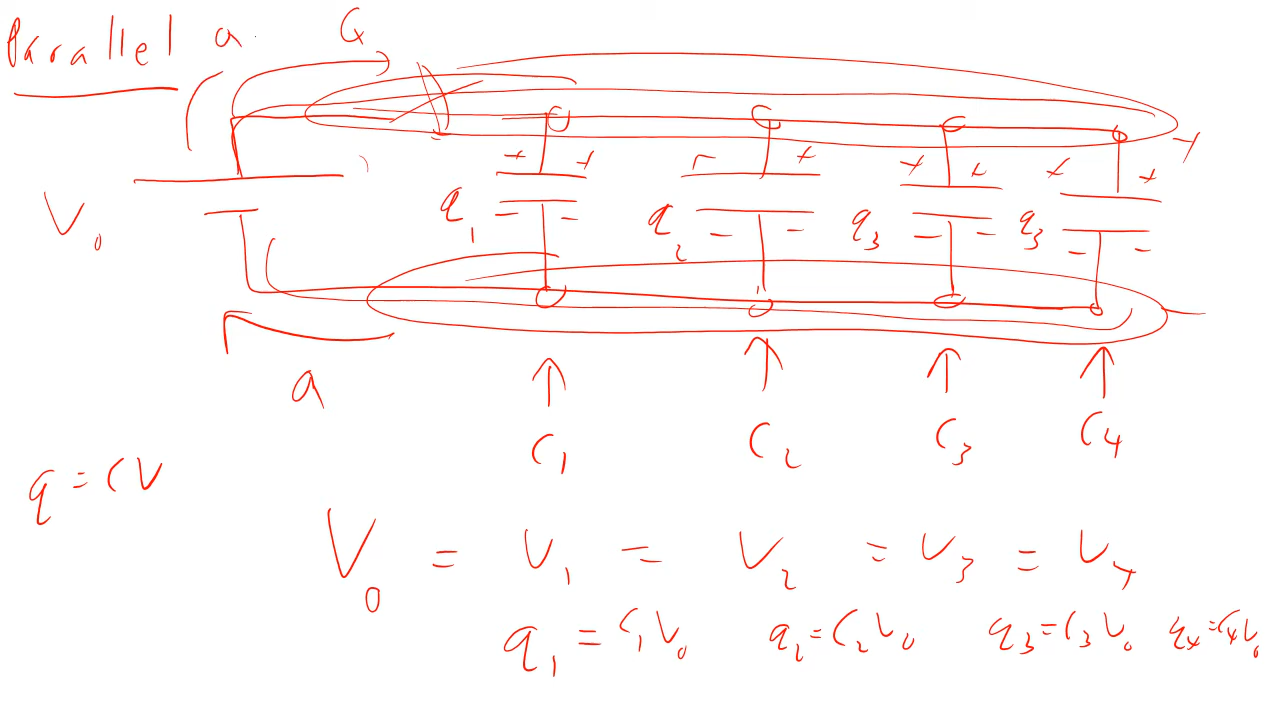 Parallel a Q
+ + - + + + + + +
V₀ q₁ - - q₂ - - q₃ - - q₃ - -
a
C₁ C₂ C₃ C₄
q = CV
V₀ = V₁ = V₂ = V₃ = V₄
q₁ = C₁V₀ q₂ = C₂V₀ q₃ = C₃V₀ q₄ = C₄V₀